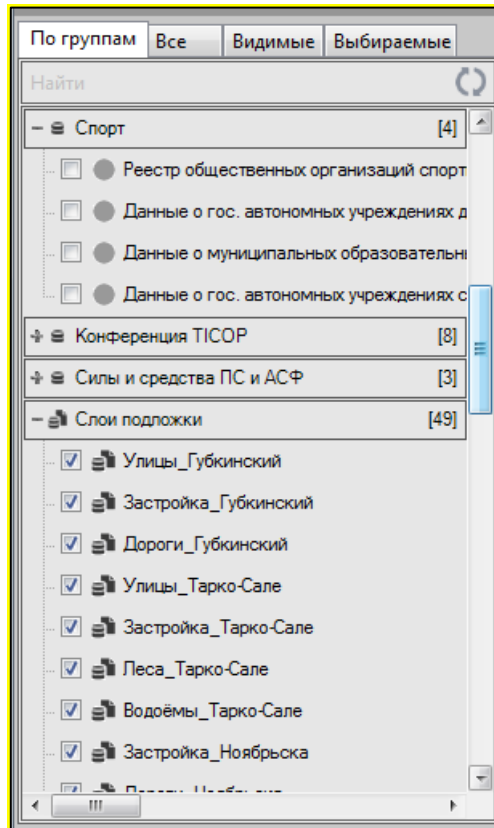 По группам Все Видимые Выбираемые
Найти
Спорт [4]
Реестр общественных организаций спорт
Данные о гос. автономных учреждениях д
Данные о муниципальных образовательн
Данные о гос. автономных учреждениях с
Конференция TICOP [8]
Силы и средства ПС и АСФ [3]
Слои подложки [49]
Улицы_Губкинский
Застройка_Губкинский
Дороги_Губкинский
Улицы_Тарко-Сале
Застройка_Тарко-Сале
Леса_Тарко-Сале
Водоёмы_Тарко-Сале
Застройка_Ноябрьска